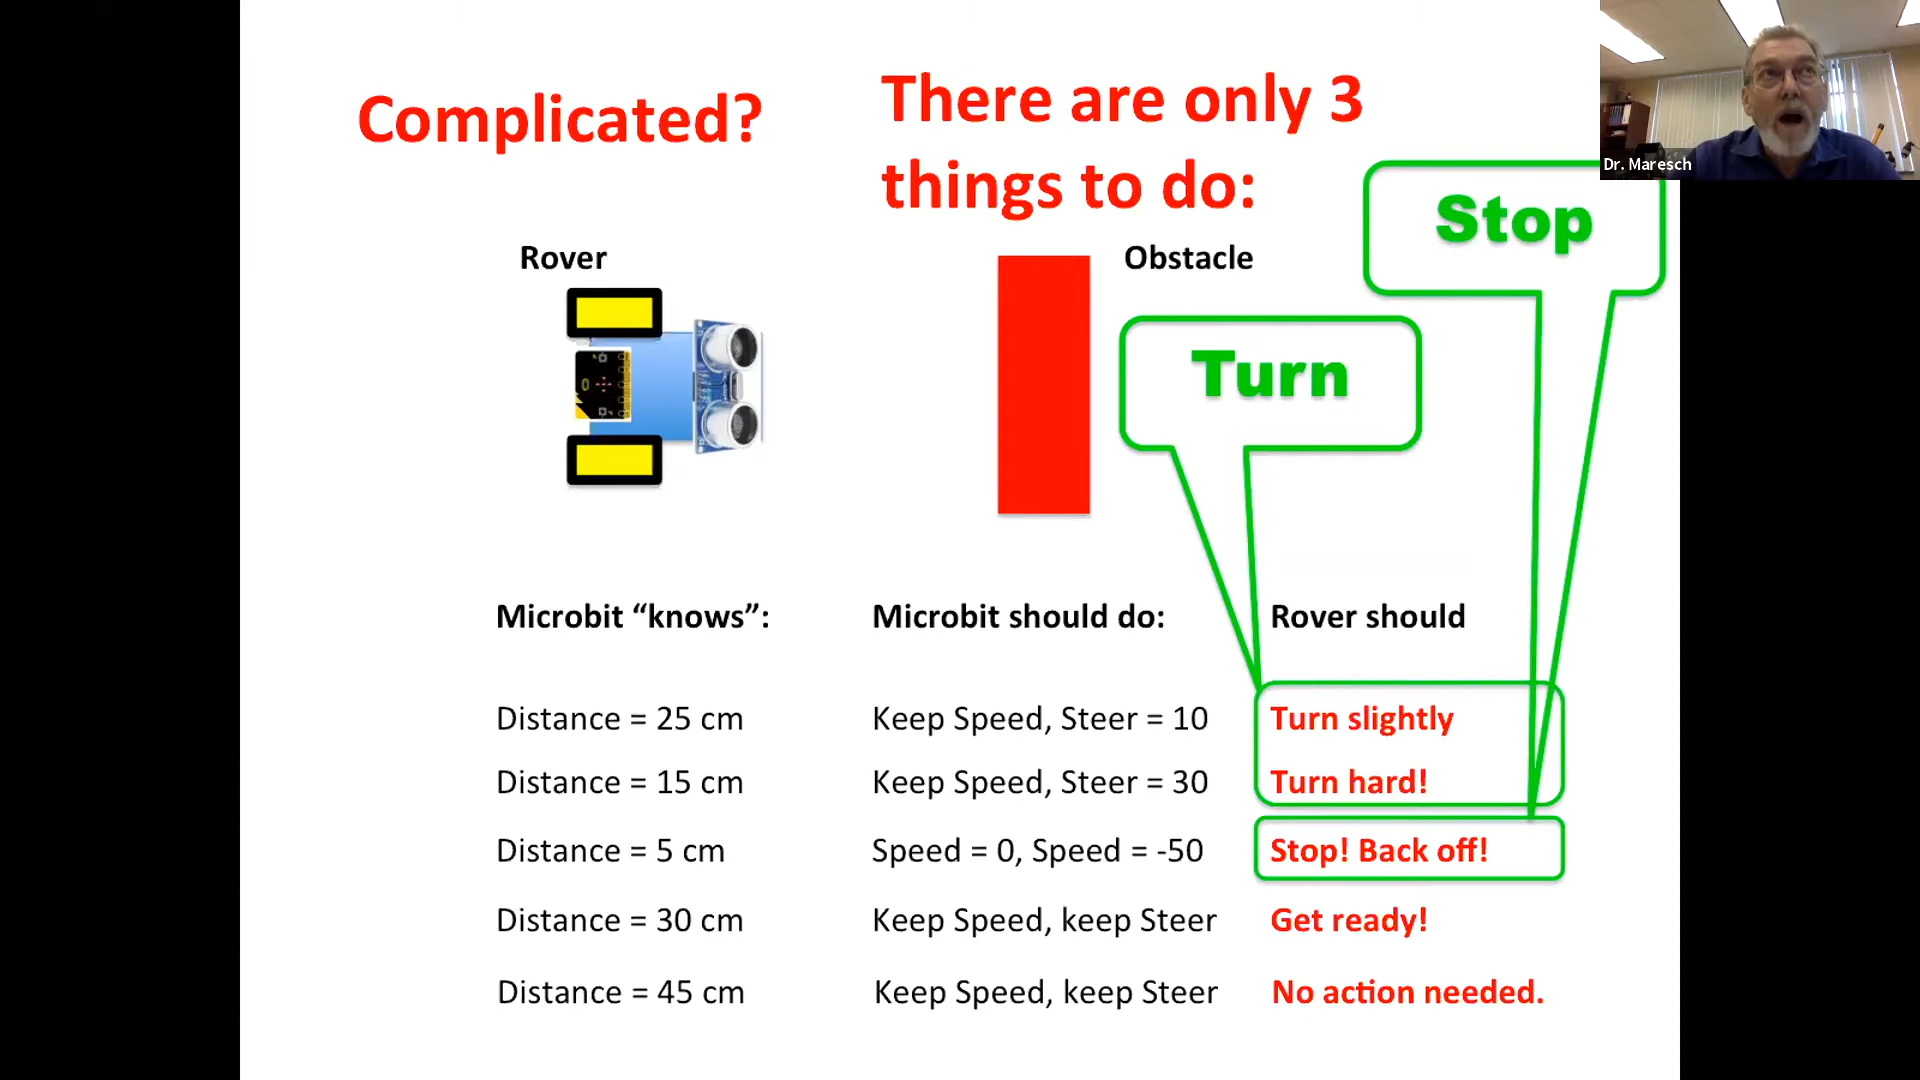 Complicated?
There are only 3
things to do:
Dr. Maresch
Stop
Rover
Obstacle
Turn
Microbit “knows”:
Microbit should do:
Rover should
Distance = 25 cm
Keep Speed, Steer = 10
Turn slightly
Distance = 15 cm
Keep Speed, Steer = 30
Turn hard!
Distance = 5 cm
Speed = 0, Speed = -50
Stop! Back off!
Distance = 30 cm
Keep Speed, keep Steer
Get ready!
Distance = 45 cm
Keep Speed, keep Steer
No action needed.